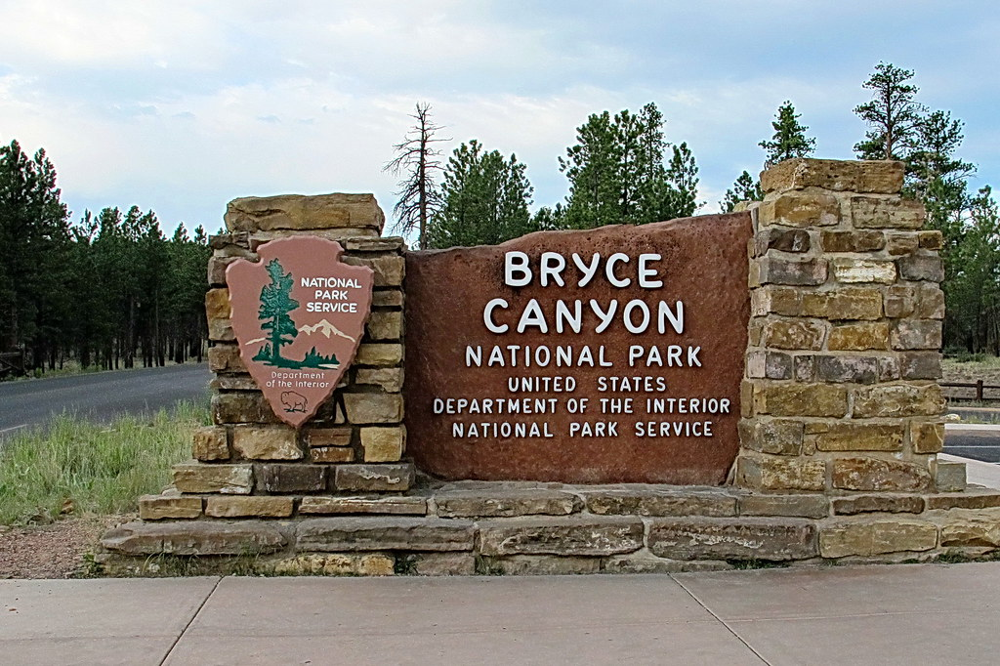 NATIONAL
PARK
SERVICE
Department
of the Interior
BRYCE
CANYON
NATIONAL PARK
UNITED STATES
DEPARTMENT OF THE INTERIOR
NATIONAL PARK SERVICE